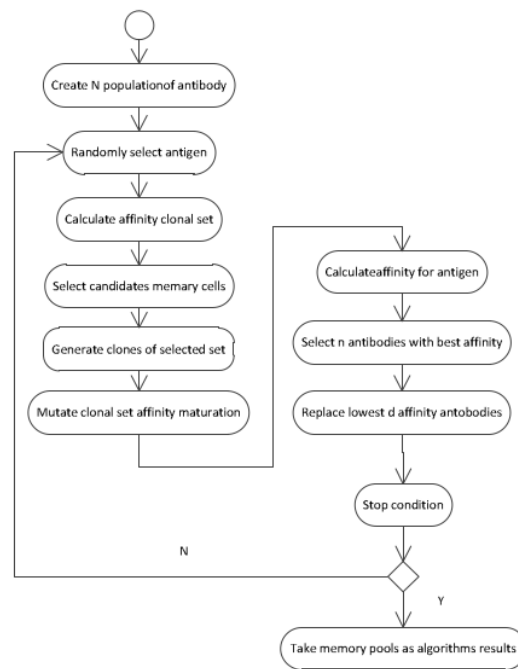 Create N populationof antibody
Randomly select antigen
Calculate affinity clonal set
Select candidates memary cells
Generate clones of selected set
Mutate clonal set affinity maturation
Calculateaffinity for antigen
Select n antibodies with best affinity
Replace lowest d affinity antobodies
Stop condition
N
Y
Take memory pools as algorithms results